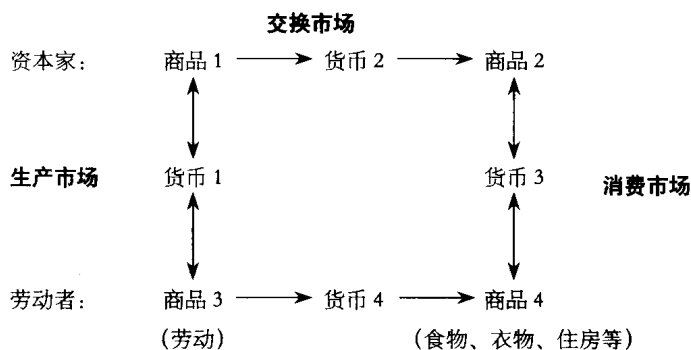 交换市场
资本家： 商品 1 货币 2 商品 2
生产市场 货币 1 货币 3 消费市场
劳动者： 商品 3 货币 4 商品 4
（劳动） （食物、衣物、住房等）